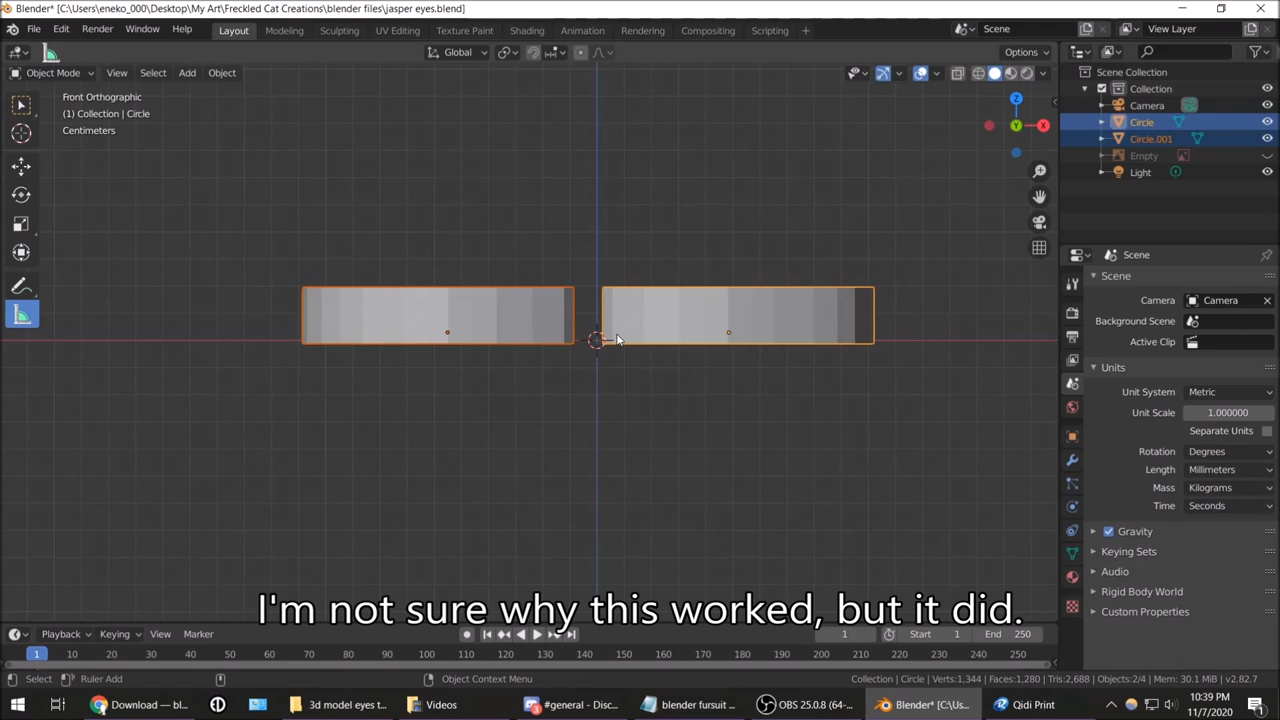 Blender* [C:\Users\eneko_000\Desktop\My Art\Freckled Cat Creations\blender files\jasper eyes.blend]
File Edit Render Window Help Layout Modeling Sculpting UV Editing Texture Paint Shading Animation Rendering Compositing Scripting Scene View Layer
Global Options
Object Mode View Select Add Object
Front Orthographic
(1) Collection | Circle
Centimeters
Z
Y
X
Scene Collection
Collection
Camera
Circle
Circle.001
Empty
Light
Scene
Scene
Camera Camera
Background Scene
Active Clip
Units
Unit System Metric
Unit Scale 1.000000
Separate Units
Rotation Degrees
Length Millimeters
Mass Kilograms
Time Seconds
Gravity
Keying Sets
Audio
Rigid Body World
Custom Properties
I'm not sure why this worked, but it did.
Playback Keying View Marker 1 Start 1 End 250
1 10 20 30 40 50 60 70 80 90 100 110 120 130 140 150 160 170 180 190 200 210 220 230 240 250
Select Ruler Add Object Context Menu Collection | Circle | Verts:1,344 | Faces:1,280 | Tris:2,688 | Objects:2/4 | Mem: 30.1 MiB | v2.82.7
Download — bl... 3d model eyes t... Videos #general - Disc... blender fursuit ... OBS 25.0.8 (64-... Blender* [C:\Us... Qidi Print
10:39 PM
11/7/2020